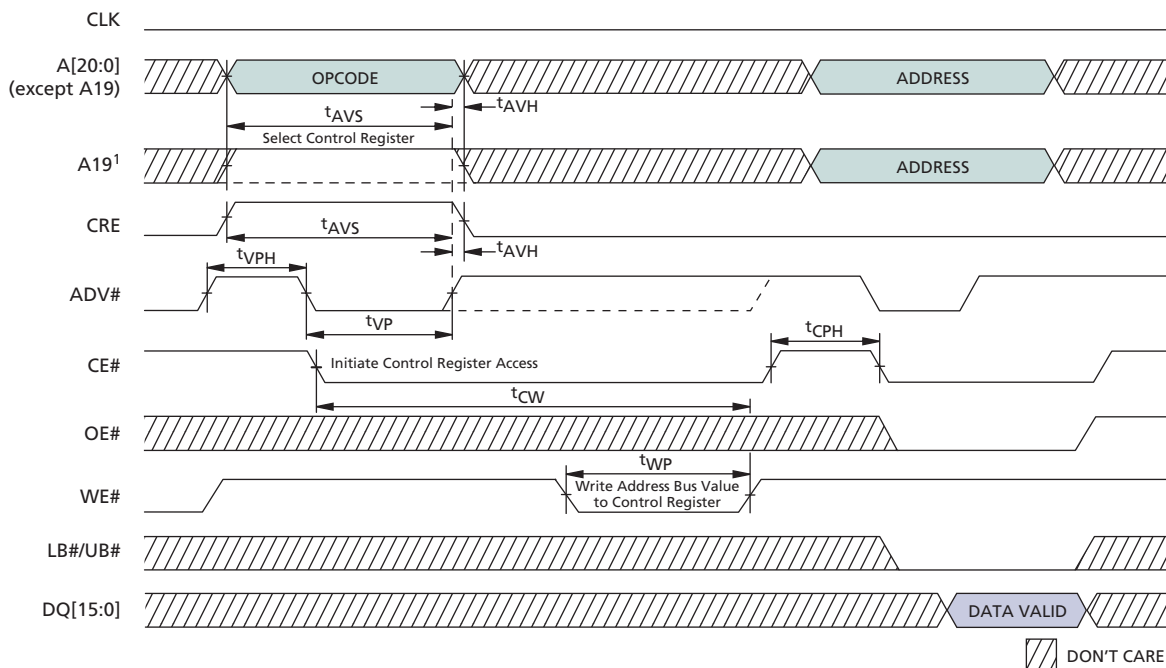 CLK
A[20:0]
(except A19)
OPCODE
ADDRESS
tAVH
tAVS
Select Control Register
A19¹
ADDRESS
CRE
tAVS
tAVH
tVPH
ADV#
tVP
tCPH
CE#
Initiate Control Register Access
tCW
OE#
tWP
WE#
Write Address Bus Value
to Control Register
LB#/UB#
DQ[15:0]
DATA VALID
DON'T CARE